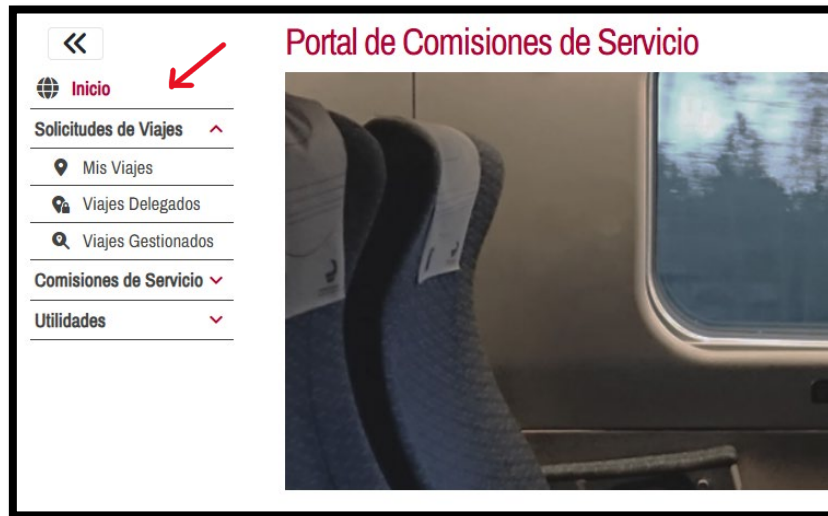 Portal de Comisiones de Servicio
Inicio
Solicitudes de Viajes
Mis Viajes
Viajes Delegados
Viajes Gestionados
Comisiones de Servicio
Utilidades